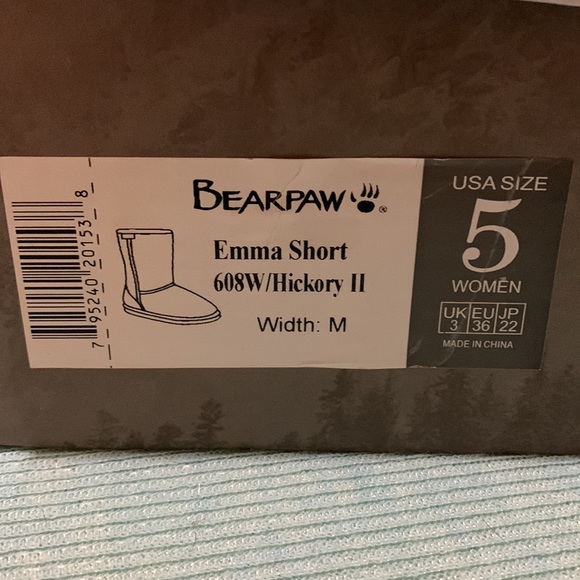 BEARPAW ®
Emma Short
608W/Hickory II
Width: M
7 95240 20153 8
USA SIZE
5
WOMEN
UK EU JP
3 36 22
MADE IN CHINA